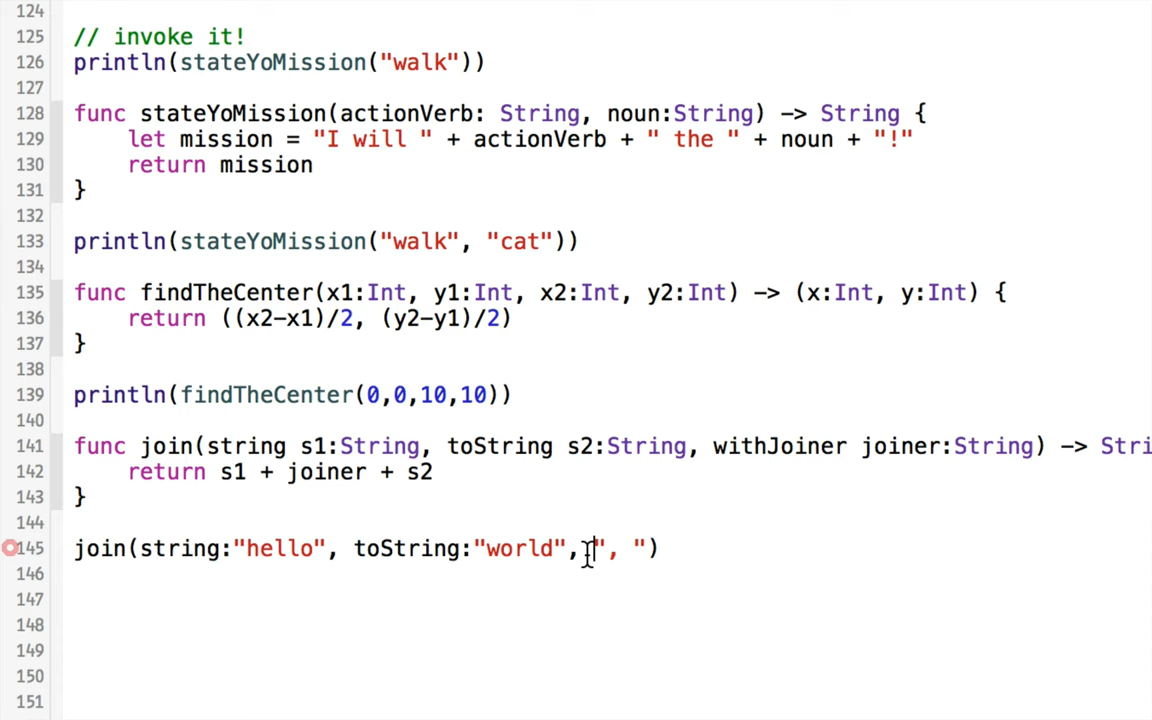 124
125 // invoke it!
126 println(stateYoMission("walk"))
127
128 func stateYoMission(actionVerb: String, noun:String) -> String {
129 let mission = "I will " + actionVerb + " the " + noun + "!"
130 return mission
131 }
132
133 println(stateYoMission("walk", "cat"))
134
135 func findTheCenter(x1:Int, y1:Int, x2:Int, y2:Int) -> (x:Int, y:Int) {
136 return ((x2-x1)/2, (y2-y1)/2)
137 }
138
139 println(findTheCenter(0,0,10,10))
140
141 func join(string s1:String, toString s2:String, withJoiner joiner:String) -> Stri
142 return s1 + joiner + s2
143 }
144
145 join(string:"hello", toString:"world", ", ")
146
147
148
149
150
151